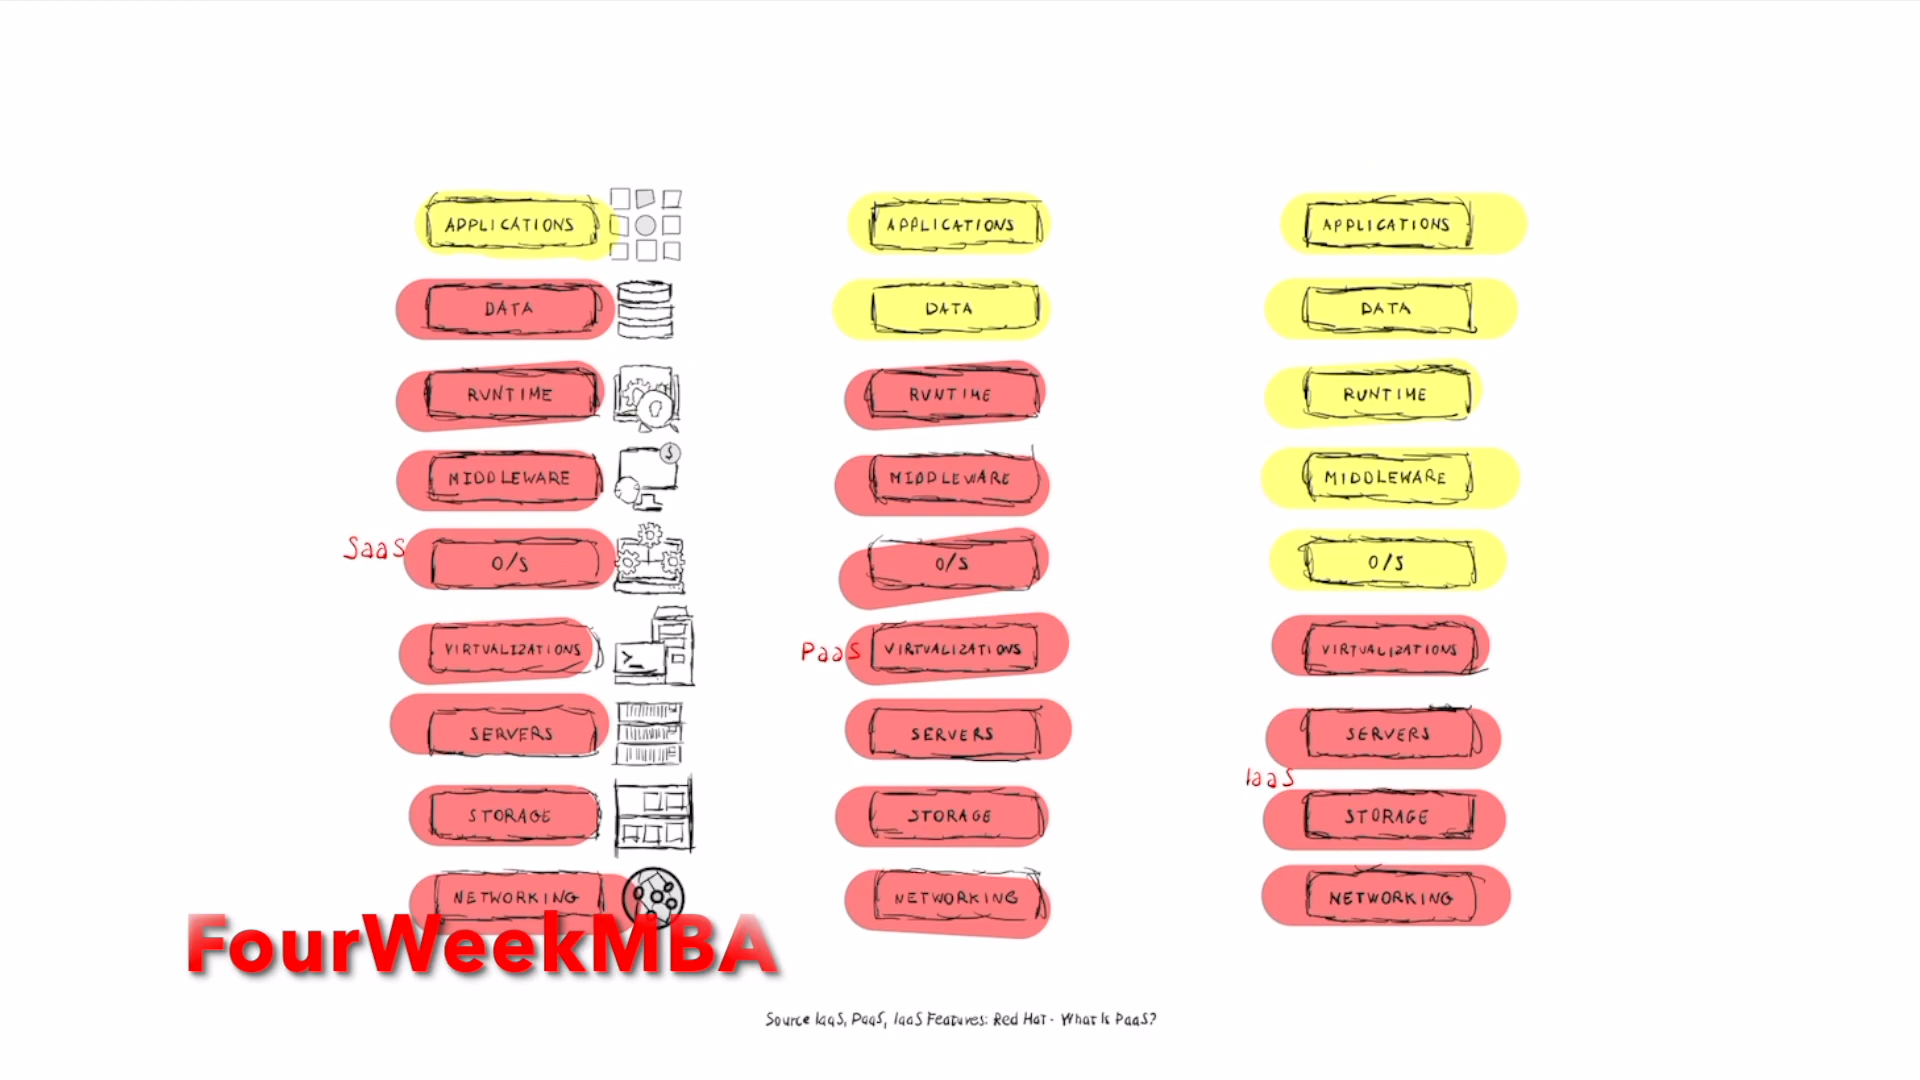 APPLICATIONS
DATA
RUNTIME
MIDDLEWARE
SaaS
O/S
VIRTUALIZATIONS
SERVERS
STORAGE
NETWORKING
APPLICATIONS
DATA
RUNTIME
MIDDLEWARE
O/S
PaaS
VIRTUALIZATIONS
SERVERS
STORAGE
NETWORKING
APPLICATIONS
DATA
RUNTIME
MIDDLEWARE
O/S
VIRTUALIZATIONS
SERVERS
IaaS
STORAGE
NETWORKING
FourWeekMBA
Source IaaS, PaaS, IaaS Features: Red Hat - What Is PaaS?